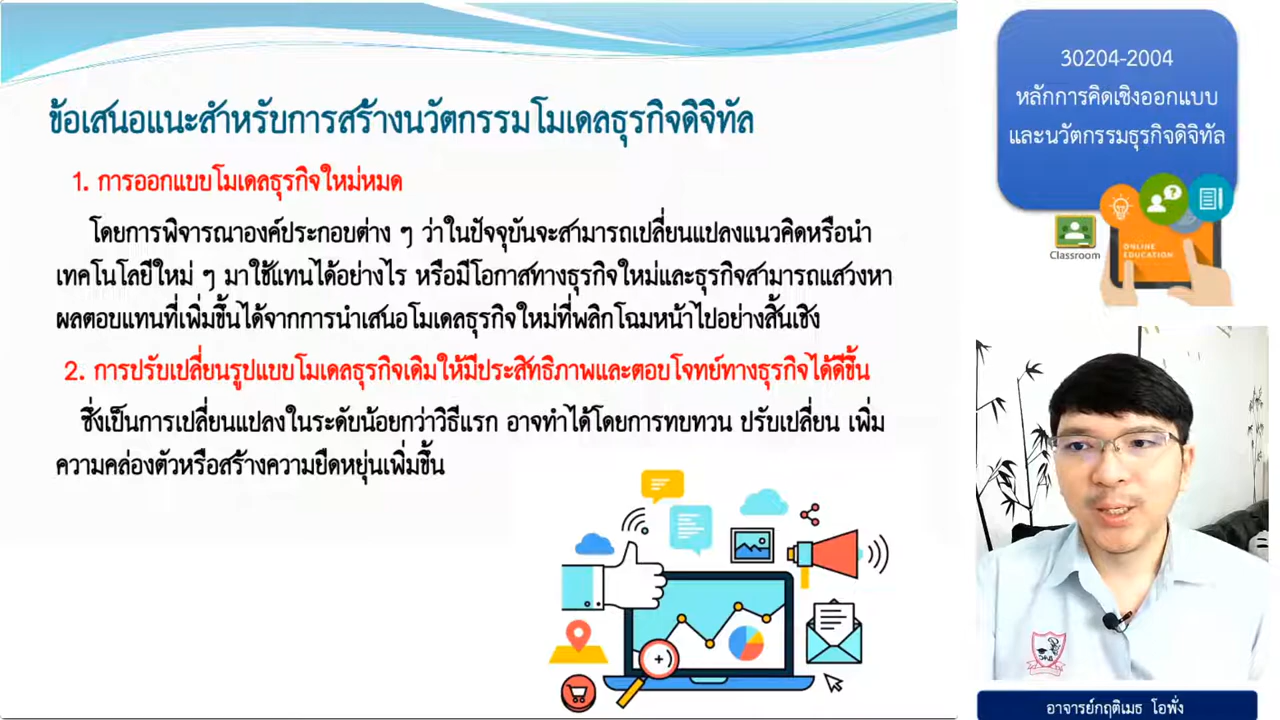 ข้อเสนอแนะสำหรับการสร้างนวัตกรรมโมเดลธุรกิจดิจิทัล
1. การออกแบบโมเดลธุรกิจใหม่หมด
โดยการพิจารณาองค์ประกอบต่าง ๆ ว่าในปัจจุบันจะสามารถเปลี่ยนแปลงแนวคิดหรือนำ
เทคโนโลยีใหม่ ๆ มาใช้แทนได้อย่างไร หรือมีโอกาสทางธุรกิจใหม่และธุรกิจสามารถแสวงหา
ผลตอบแทนที่เพิ่มขึ้นได้จากการนำเสนอโมเดลธุรกิจใหม่ที่พลิกโฉมหน้าไปอย่างสิ้นเชิง
2. การปรับเปลี่ยนรูปแบบโมเดลธุรกิจเดิมให้มีประสิทธิภาพและตอบโจทย์ทางธุรกิจได้ดีขึ้น
ซึ่งเป็นการเปลี่ยนแปลงในระดับน้อยกว่าวิธีแรก อาจทำได้โดยการทบทวน ปรับเปลี่ยน เพิ่ม
ความคล่องตัวหรือสร้างความยืดหยุ่นเพิ่มขึ้น
30204-2004
หลักการคิดเชิงออกแบบ
และนวัตกรรมธุรกิจดิจิทัล
Classroom
ONLINE
EDUCATION
อาจารย์กฤติเมธ โอพั่ง